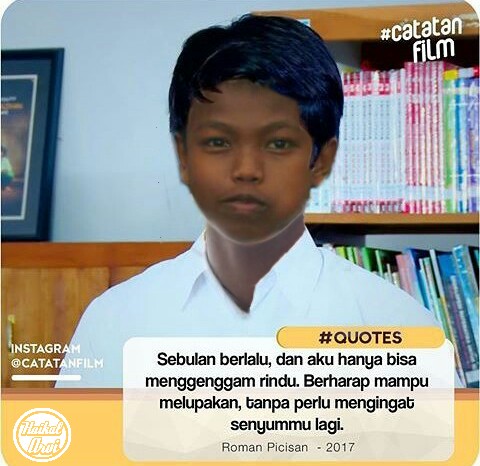 #catatan
film
INSTAGRAM
@CATATANFILM
#QUOTES
Sebulan berlalu, dan aku hanya bisa
menggenggam rindu. Berharap mampu
melupakan, tanpa perlu mengingat
senyummu lagi.
Roman Picisan - 2017
Haikal